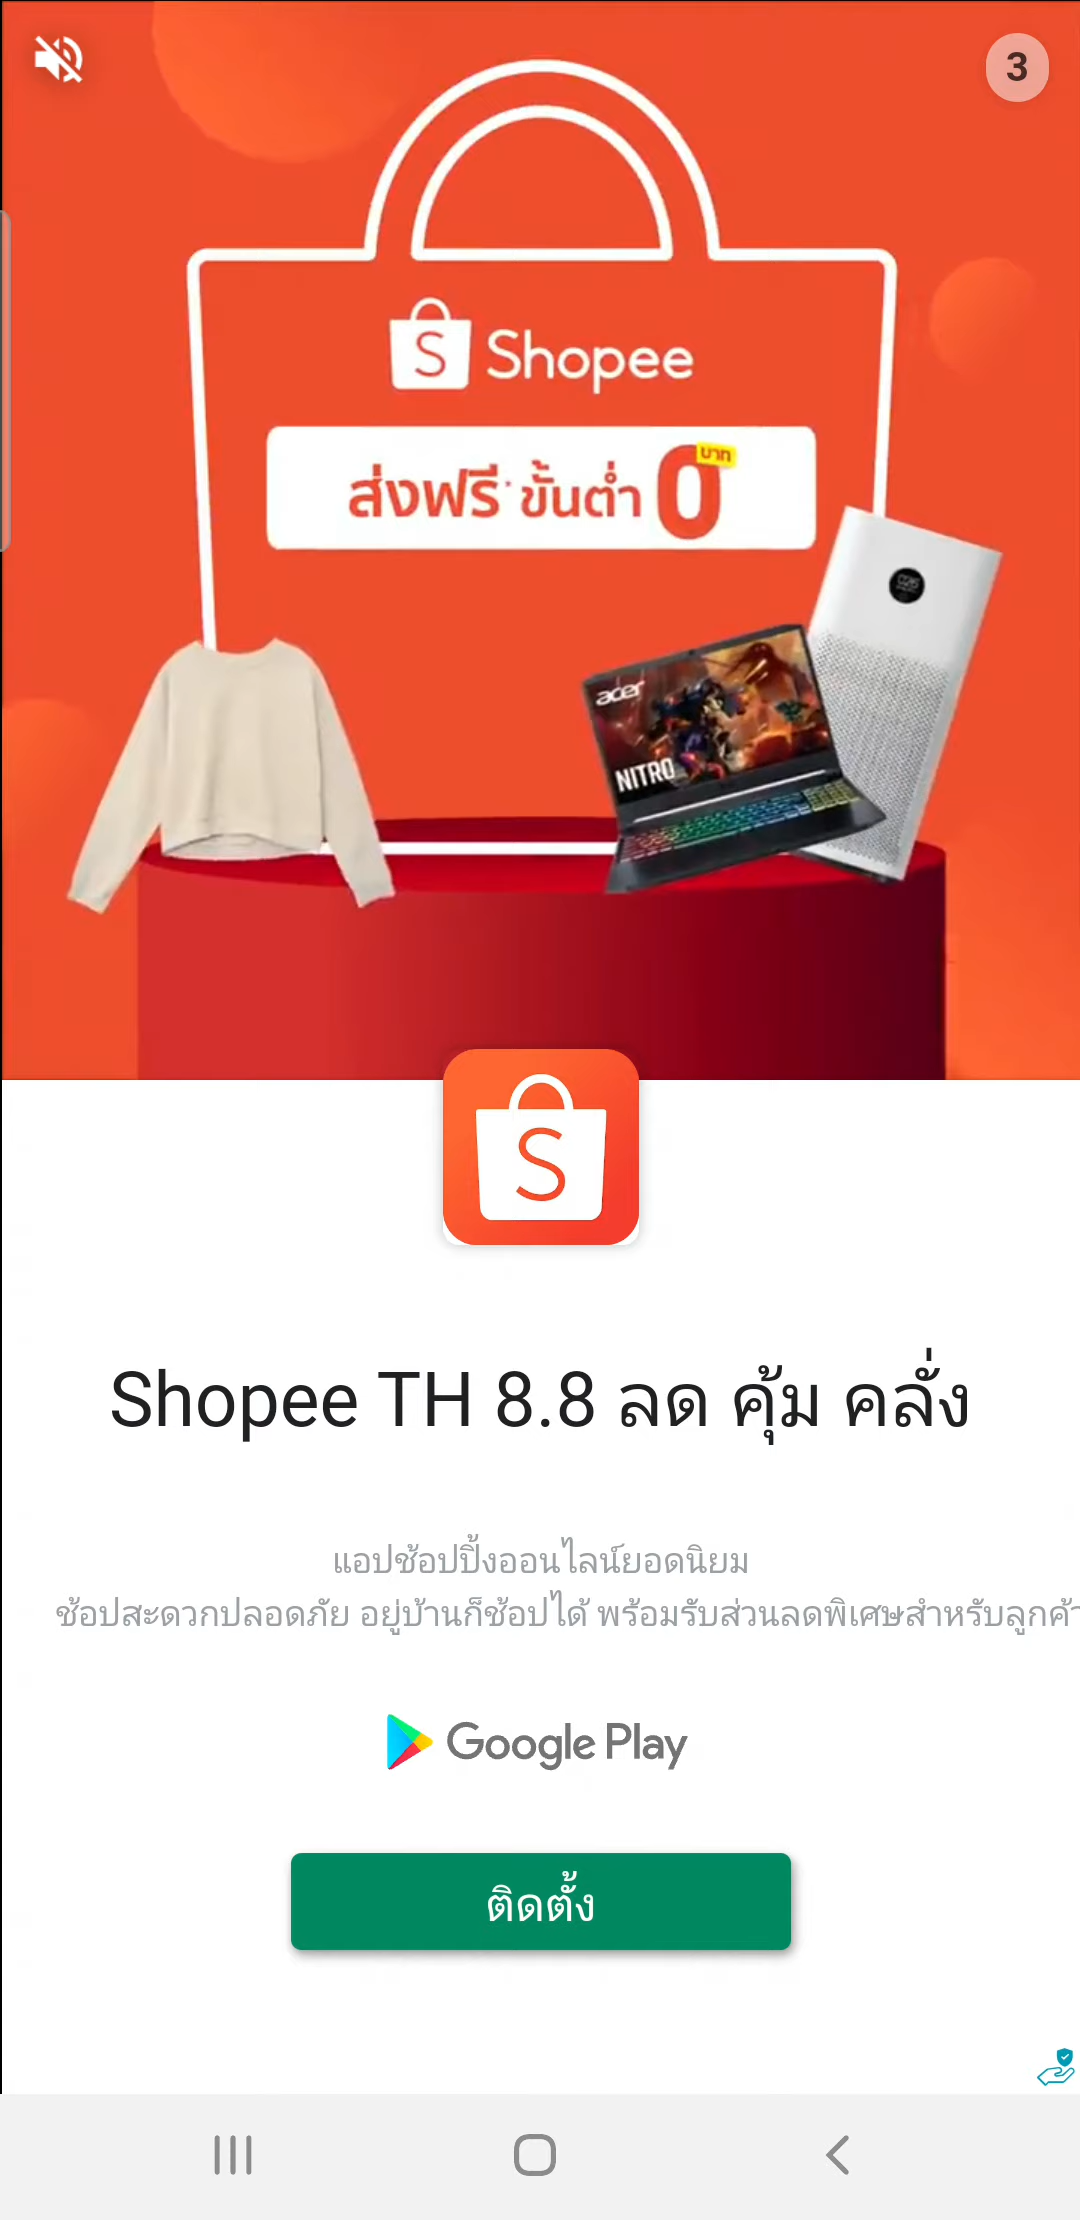 3
S Shopee
ส่งฟรี* ขั้นต่ำ 0 บาท
acer
NITRO
S
Shopee TH 8.8 ลด คุ้ม คลั่ง
แอปช้อปปิ้งออนไลน์ยอดนิยม
ช้อปสะดวกปลอดภัย อยู่บ้านก็ช้อปได้ พร้อมรับส่วนลดพิเศษสำหรับลูกค้า
Google Play
ติดตั้ง